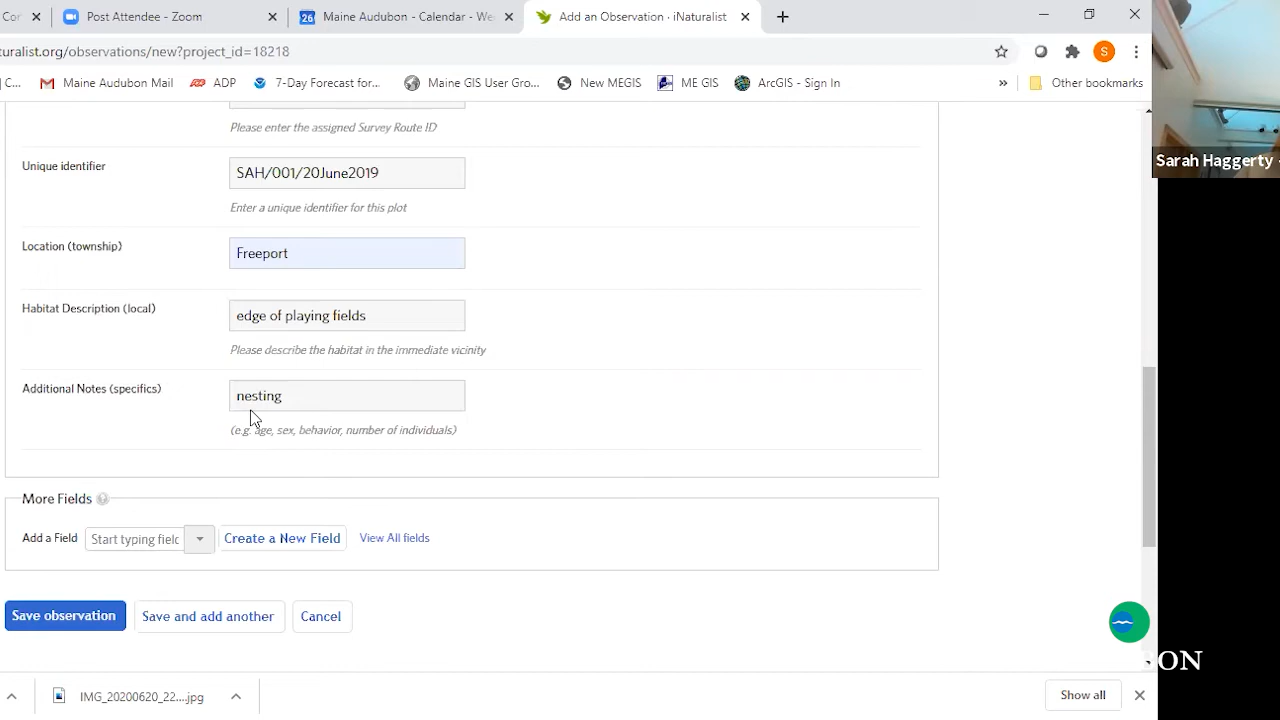 Cor
Post Attendee - Zoom
26 Maine Audubon - Calendar - We
Add an Observation · iNaturalist
turalist.org/observations/new?project_id=18218
S
C...
Maine Audubon Mail
ADP
7-Day Forecast for...
Maine GIS User Gro...
New MEGIS
ME GIS
ArcGIS - Sign In
Other bookmarks
Sarah Haggerty -
Please enter the assigned Survey Route ID
Unique identifier
SAH/001/20June2019
Enter a unique identifier for this plot
Location (township)
Freeport
Habitat Description (local)
edge of playing fields
Please describe the habitat in the immediate vicinity
Additional Notes (specifics)
nesting
(e.g. age, sex, behavior, number of individuals)
More Fields
Add a Field
Start typing field
Create a New Field
View All fields
Save observation
Save and add another
Cancel
ON
IMG_20200620_22....jpg
Show all